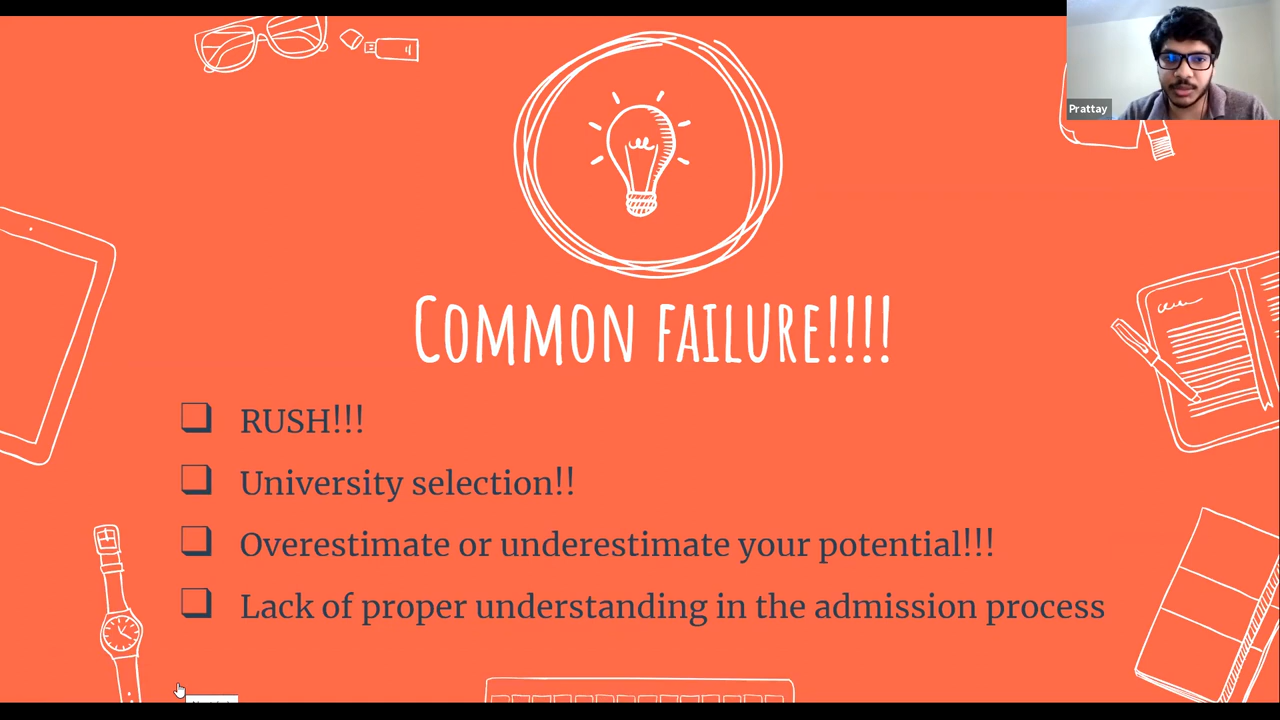 Prattay
COMMON FAILURE!!!!
RUSH!!!
University selection!!
Overestimate or underestimate your potential!!!
Lack of proper understanding in the admission process